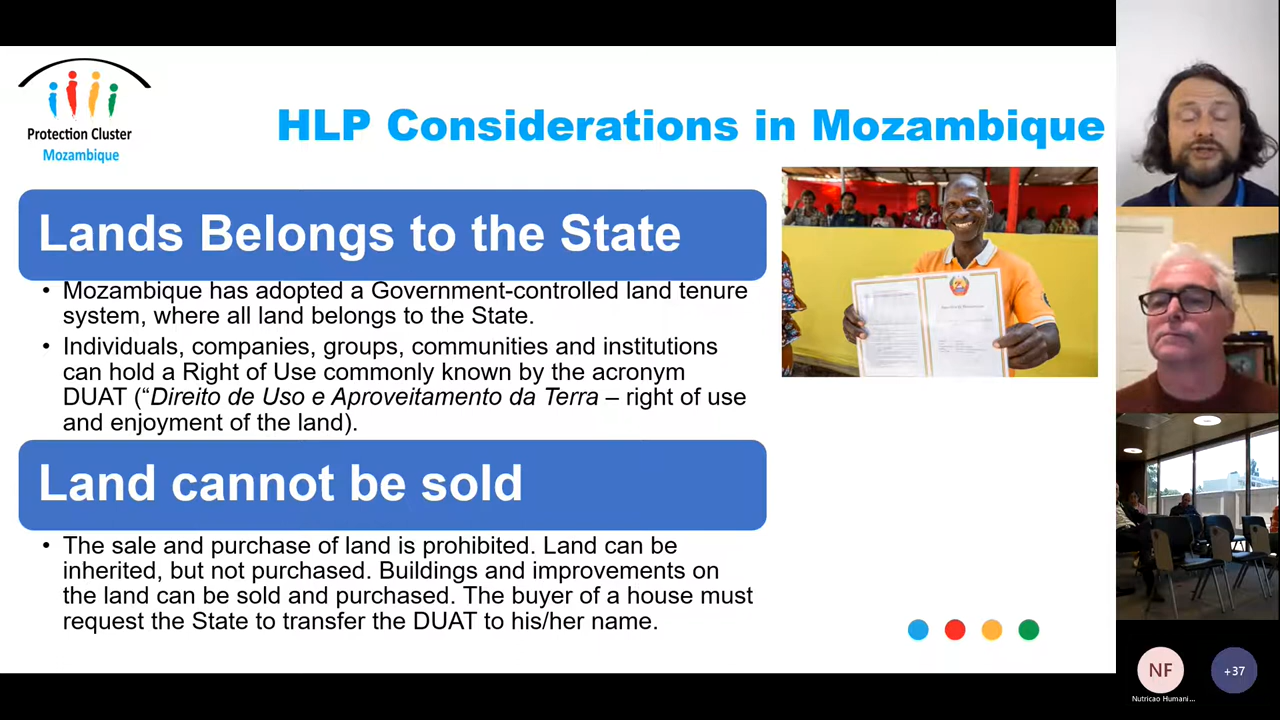 Protection Cluster
Mozambique
HLP Considerations in Mozambique
Lands Belongs to the State
• Mozambique has adopted a Government-controlled land tenure
system, where all land belongs to the State.
• Individuals, companies, groups, communities and institutions
can hold a Right of Use commonly known by the acronym
DUAT (“Direito de Uso e Aproveitamento da Terra – right of use
and enjoyment of the land).
Land cannot be sold
• The sale and purchase of land is prohibited. Land can be
inherited, but not purchased. Buildings and improvements on
the land can be sold and purchased. The buyer of a house must
request the State to transfer the DUAT to his/her name.
NF
+37
Nutricao Humani...